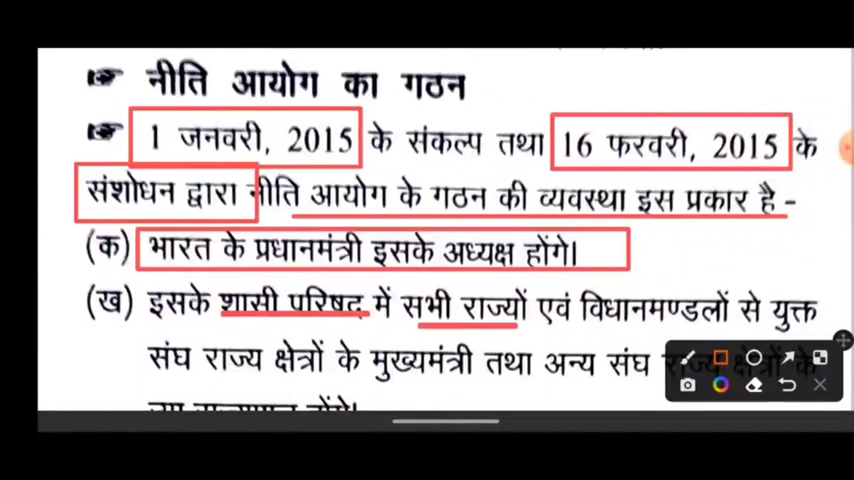 नीति आयोग का गठन
1 जनवरी, 2015 के संकल्प तथा 16 फरवरी, 2015 के
संशोधन द्वारा नीति आयोग के गठन की व्यवस्था इस प्रकार है -
(क) भारत के प्रधानमंत्री इसके अध्यक्ष होंगे।
(ख) इसके शासी परिषद में सभी राज्यों एवं विधानमण्डलों से युक्त
संघ राज्य क्षेत्रों के मुख्यमंत्री तथा अन्य संघ राज्य क्षेत्रों के